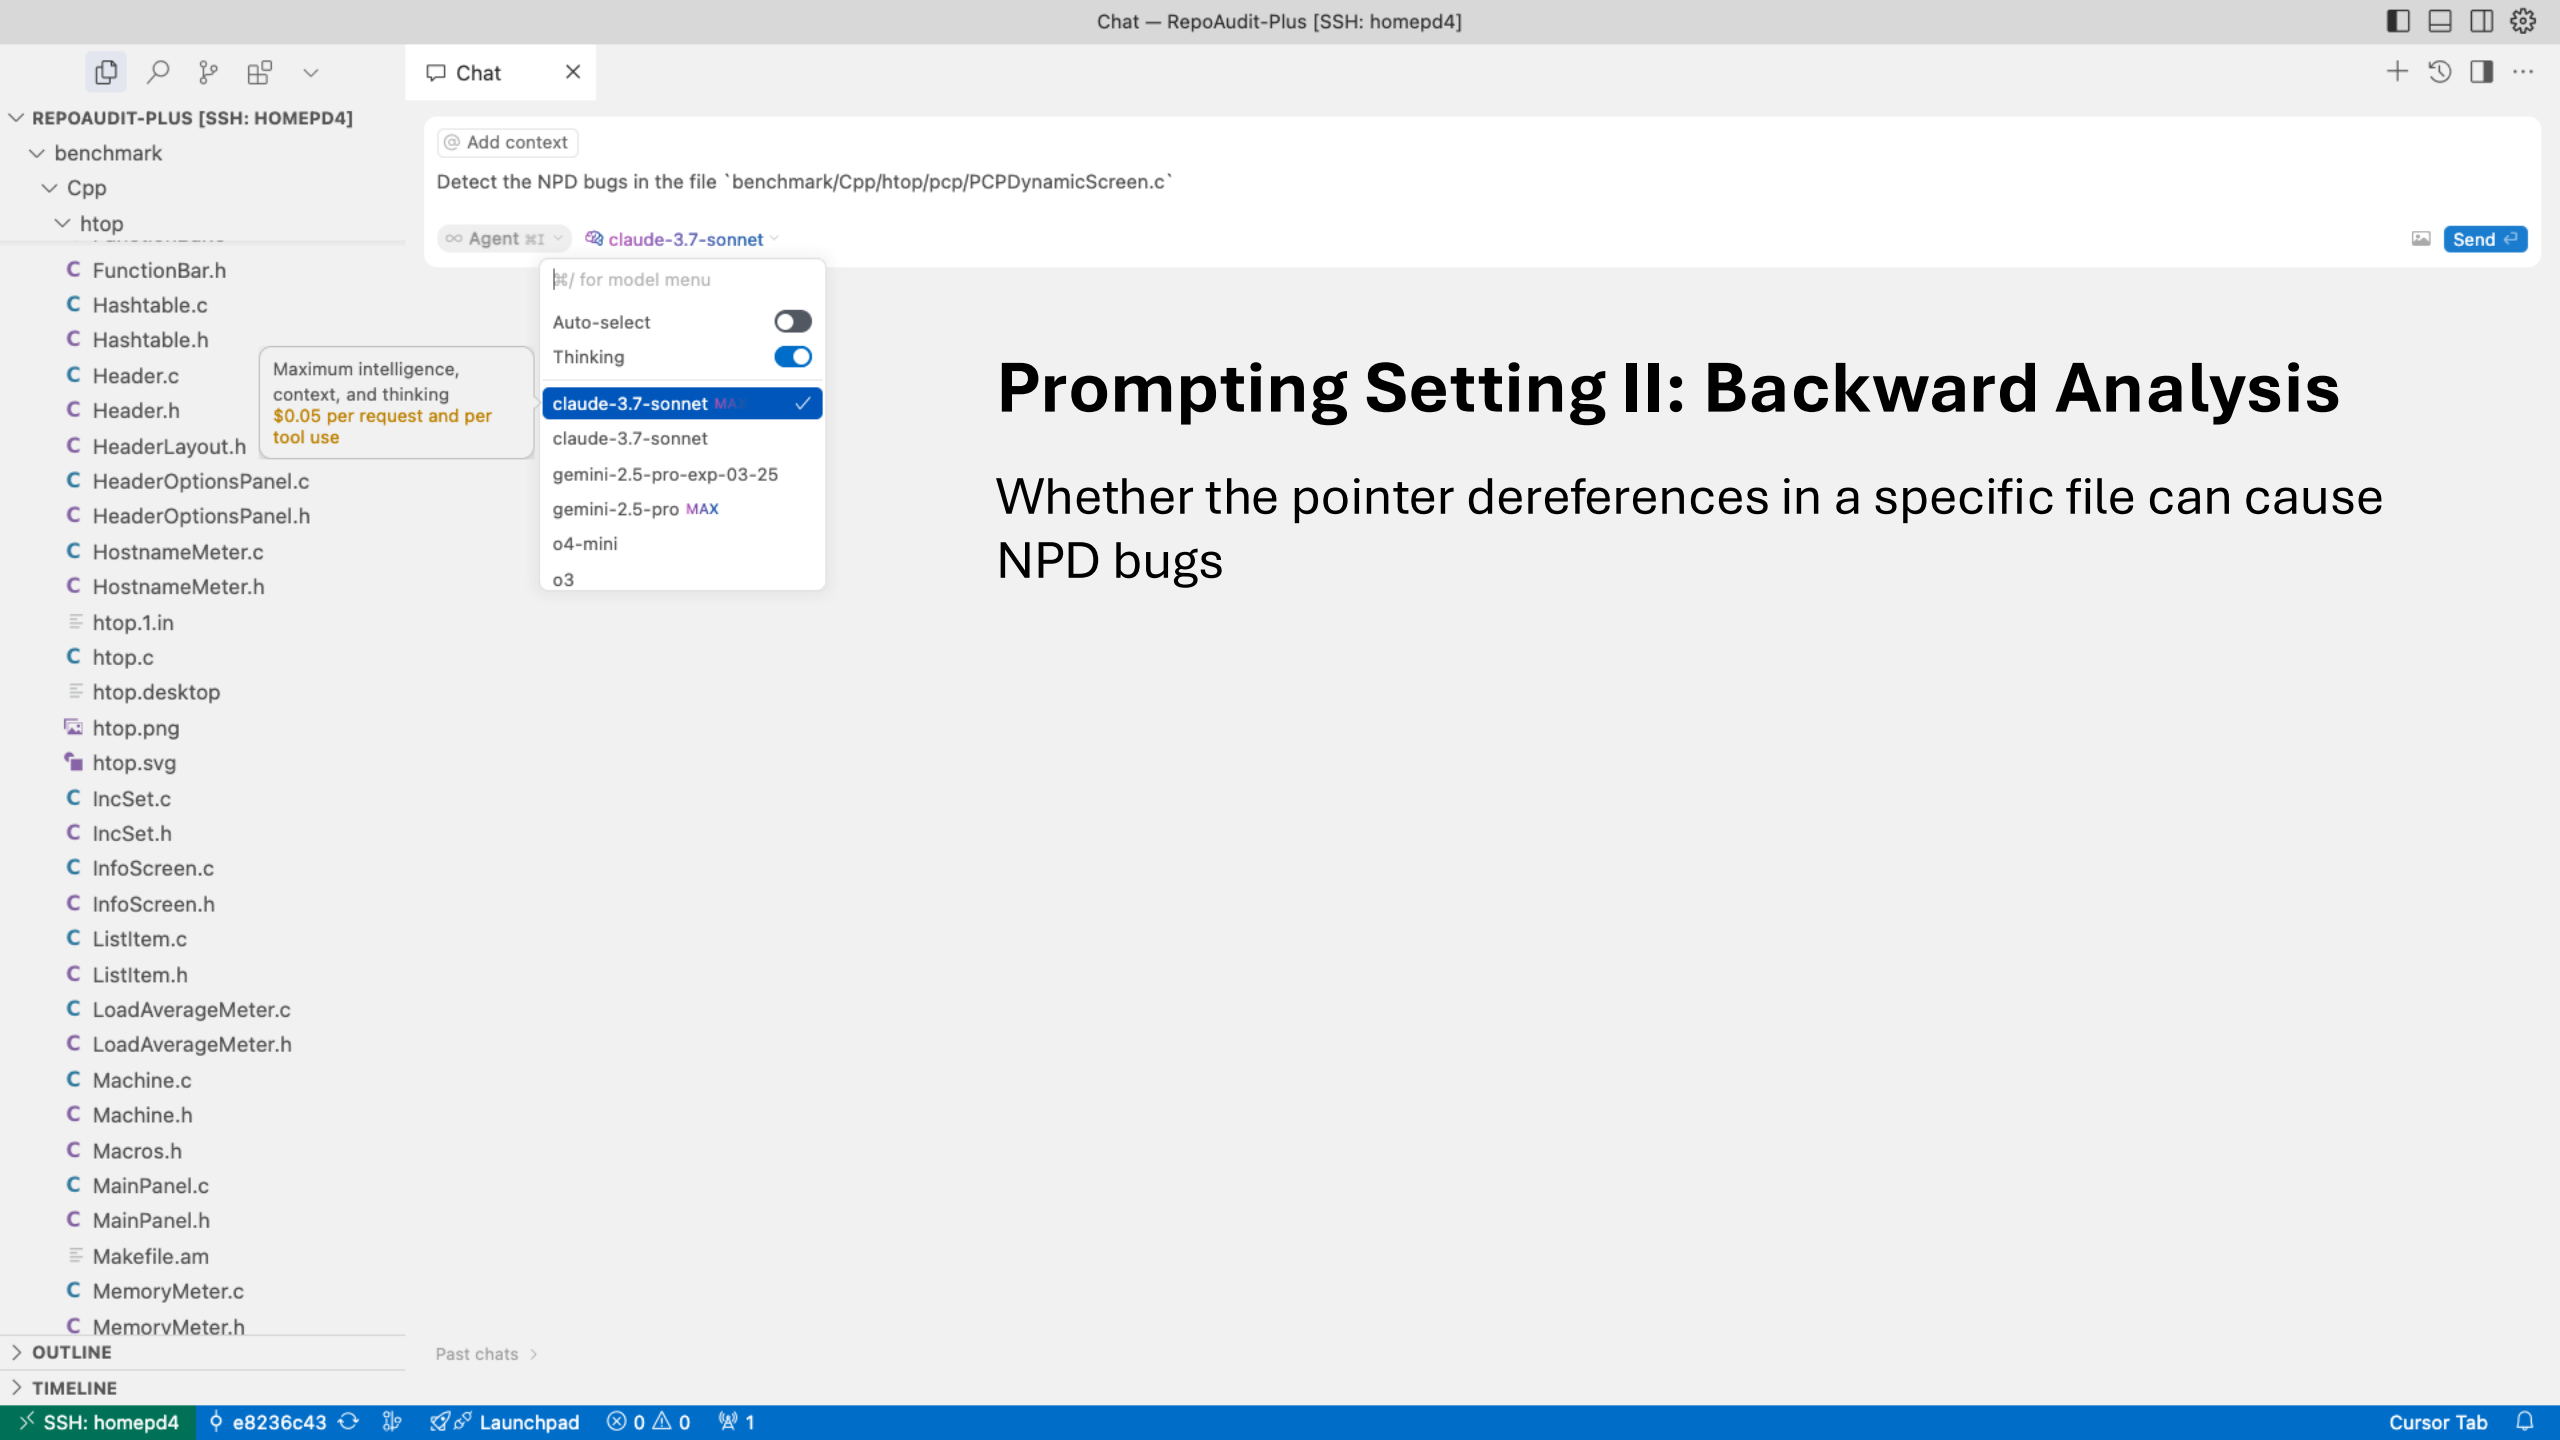 Chat — RepoAudit-Plus [SSH: homepd4]
Chat
REPOAUDIT-PLUS [SSH: HOMEPD4]
benchmark
Cpp
htop
FunctionBar.h
Hashtable.c
Hashtable.h
Header.c
Header.h
HeaderLayout.h
HeaderOptionsPanel.c
HeaderOptionsPanel.h
HostnameMeter.c
HostnameMeter.h
htop.1.in
htop.c
htop.desktop
htop.png
htop.svg
IncSet.c
IncSet.h
InfoScreen.c
InfoScreen.h
ListItem.c
ListItem.h
LoadAverageMeter.c
LoadAverageMeter.h
Machine.c
Machine.h
Macros.h
MainPanel.c
MainPanel.h
Makefile.am
MemoryMeter.c
MemoryMeter.h
OUTLINE
TIMELINE
@ Add context
Detect the NPD bugs in the file `benchmark/Cpp/htop/pcp/PCPDynamicScreen.c`
∞ Agent ⌘I claude-3.7-sonnet
Send
⌘/ for model menu
Auto-select
Thinking
claude-3.7-sonnet MAX
claude-3.7-sonnet
gemini-2.5-pro-exp-03-25
gemini-2.5-pro MAX
o4-mini
o3
Maximum intelligence,
context, and thinking
$0.05 per request and per
tool use
Prompting Setting II: Backward Analysis
Whether the pointer dereferences in a specific file can cause
NPD bugs
Past chats
SSH: homepd4 e8236c43 Launchpad 0 0 1 Cursor Tab